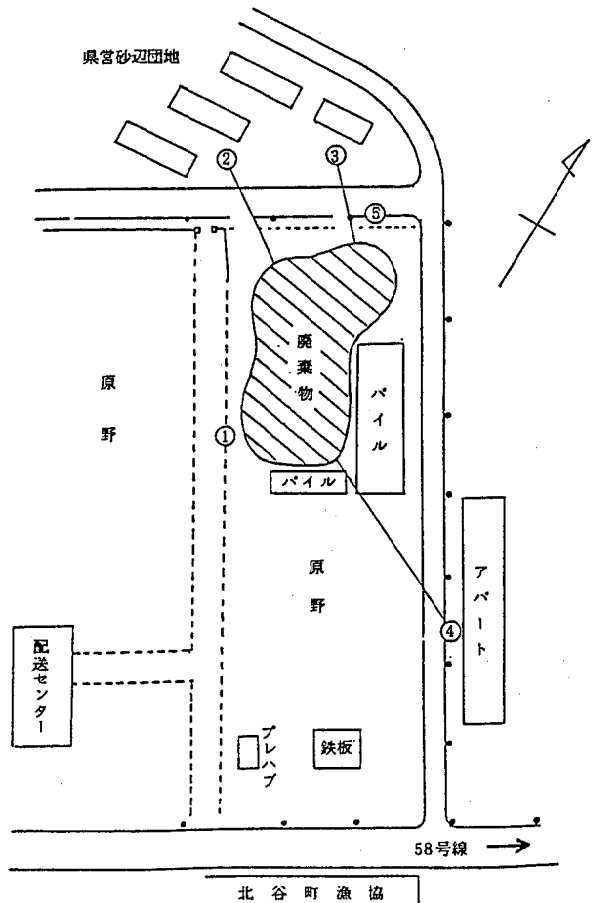 県営砂辺団地
②
③
⑤
廃棄物
パイル
原野
①
パイル
原野
アパート
④
配送センター
プレハブ
鉄板
58号線
北谷町漁協